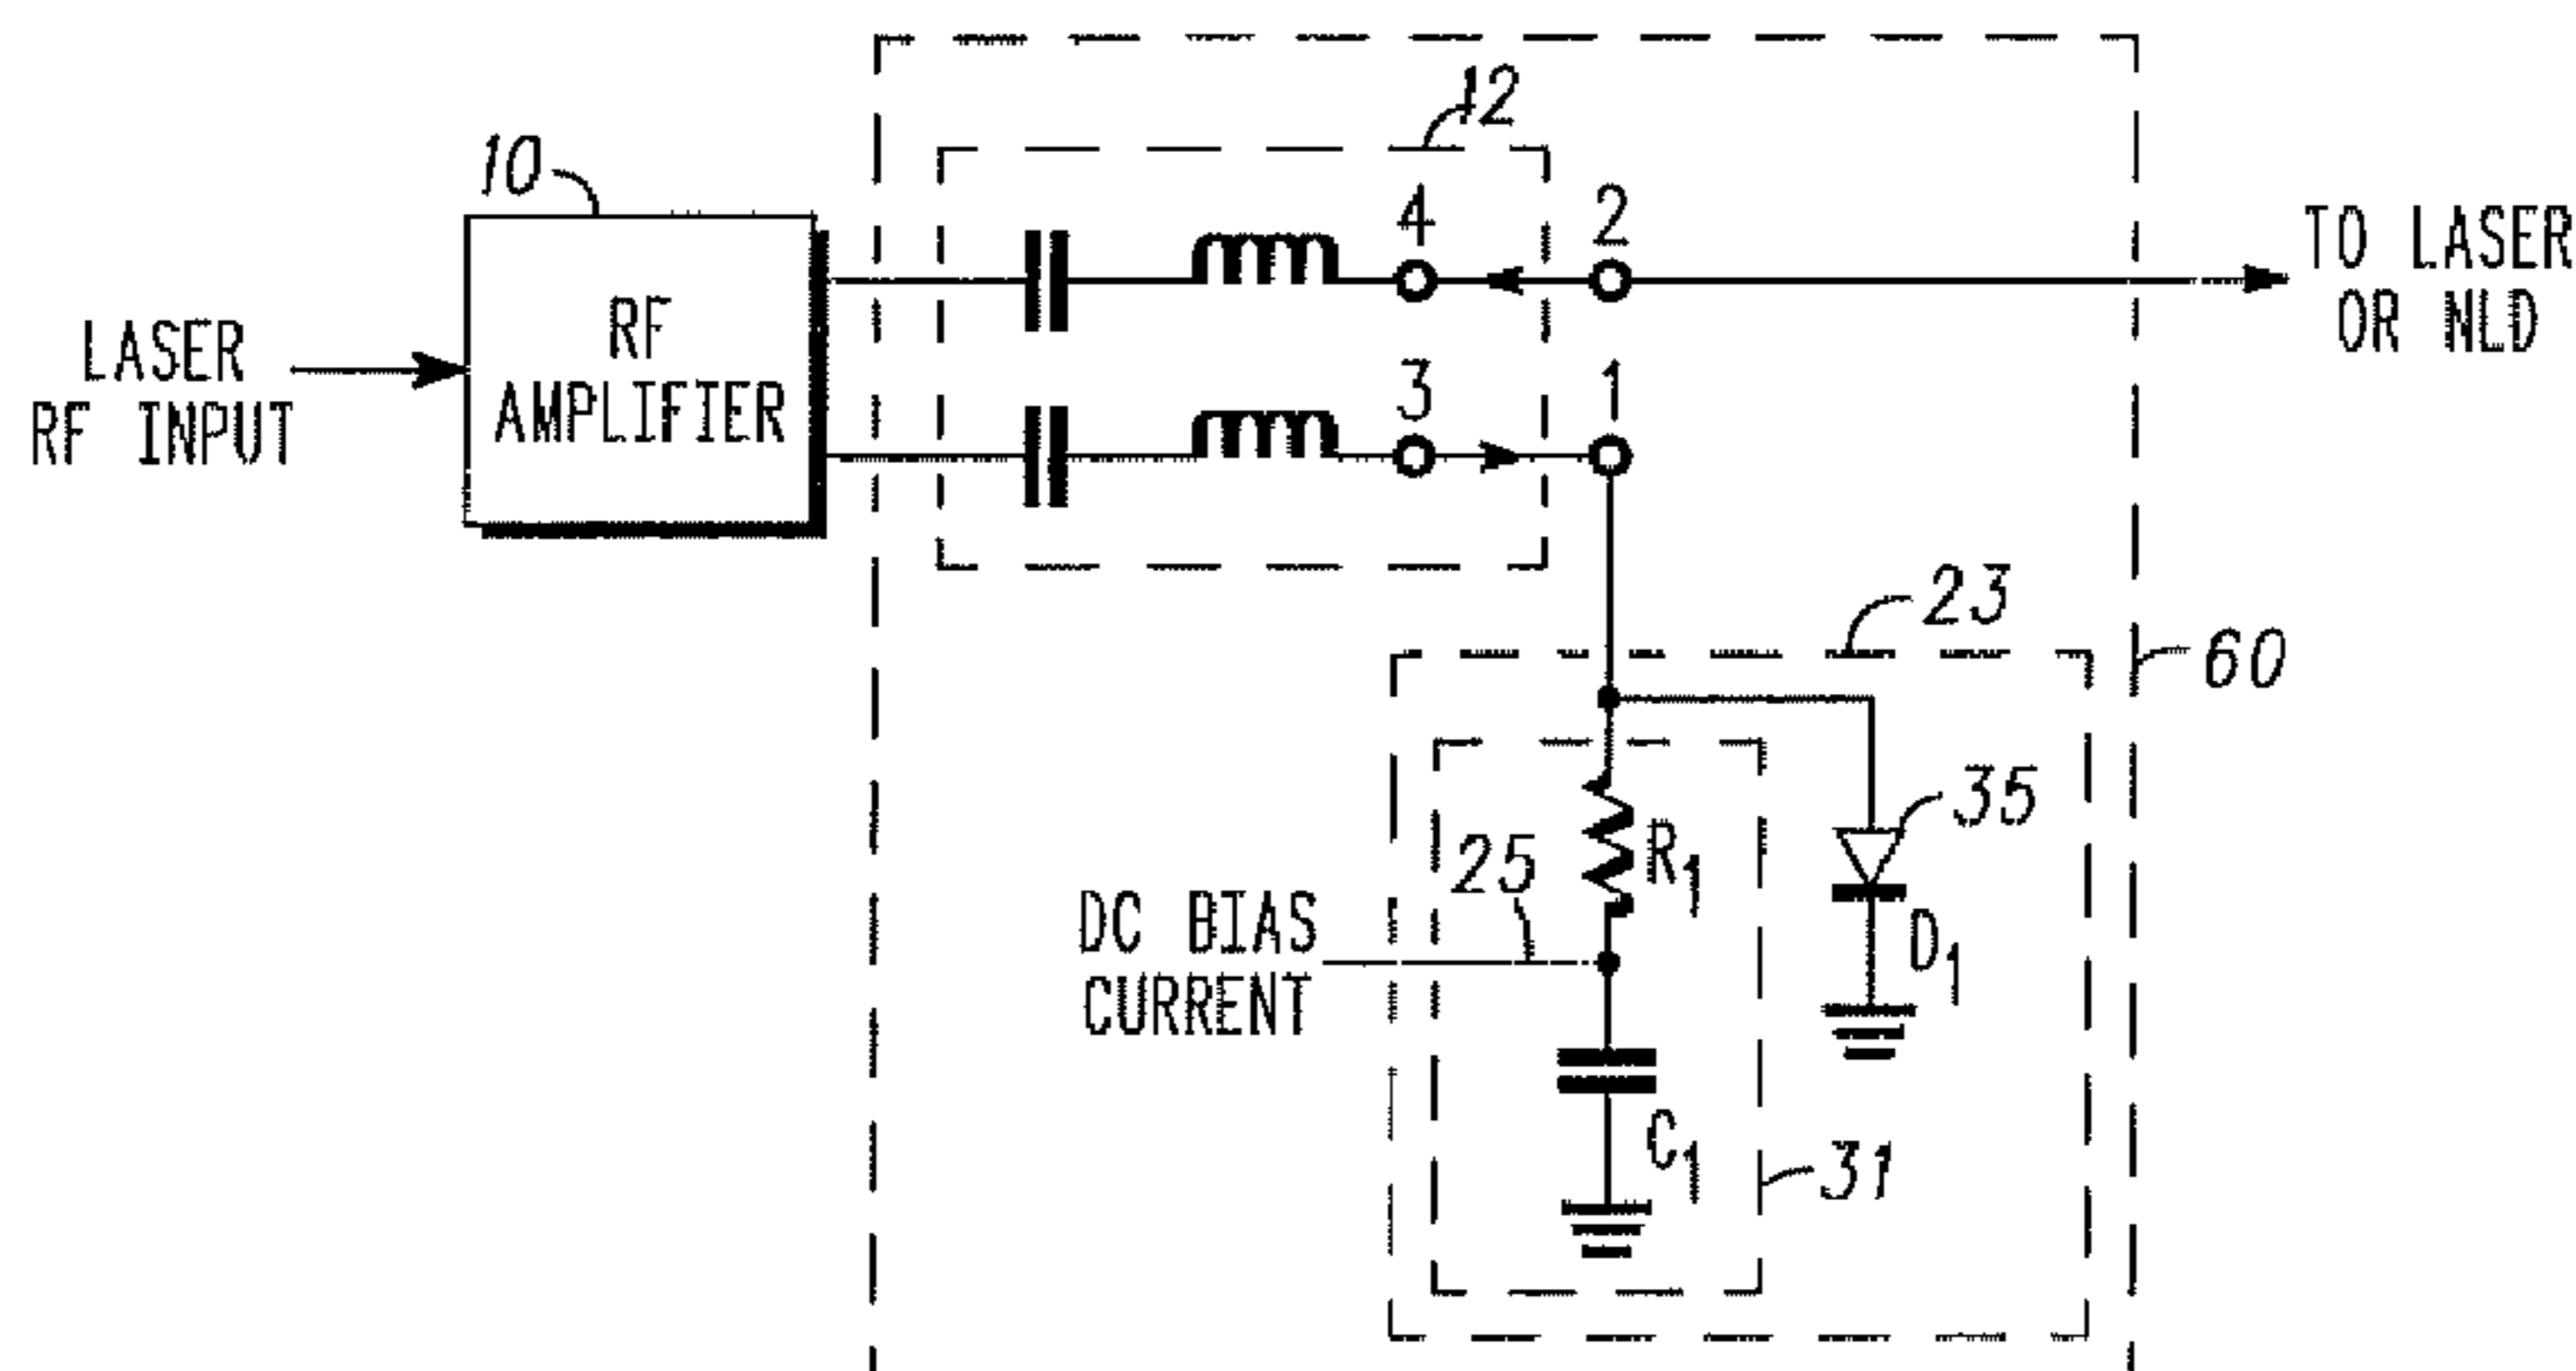 12
10
4
2
TO LASER
OR NLD
LASER
RF INPUT
RF
AMPLIFIER
3
1
23
60
35
25
R1
D1
DC BIAS
CURRENT
C1
31